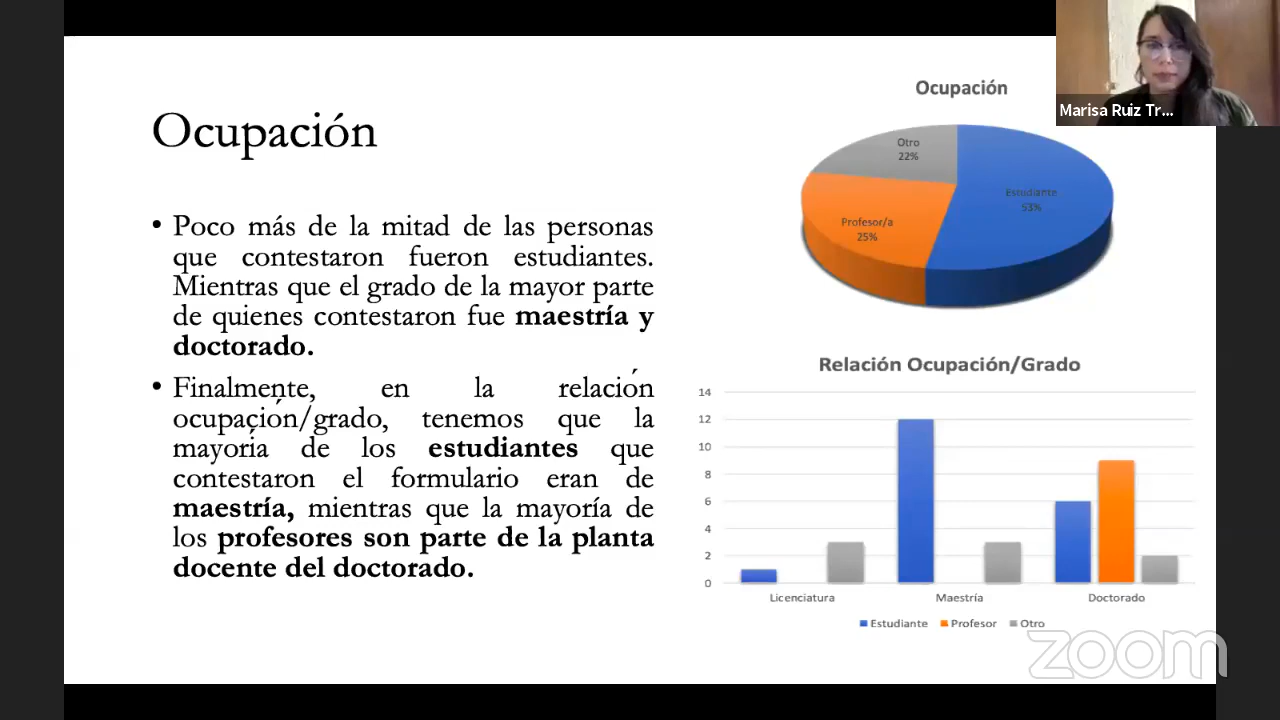 Ocupación
• Poco más de la mitad de las personas
que contestaron fueron estudiantes.
Mientras que el grado de la mayor parte
de quienes contestaron fue maestría y
doctorado.
• Finalmente, en la relación
ocupación/grado, tenemos que la
mayoría de los estudiantes que
contestaron el formulario eran de
maestría, mientras que la mayoría de
los profesores son parte de la planta
docente del doctorado.
Ocupación
Otro
22%
Estudiante
53%
Profesor/a
25%
Relación Ocupación/Grado
14
12
10
8
6
4
2
0
Licenciatura Maestría Doctorado
Estudiante Profesor Otro
Marisa Ruiz Tr...
zoom